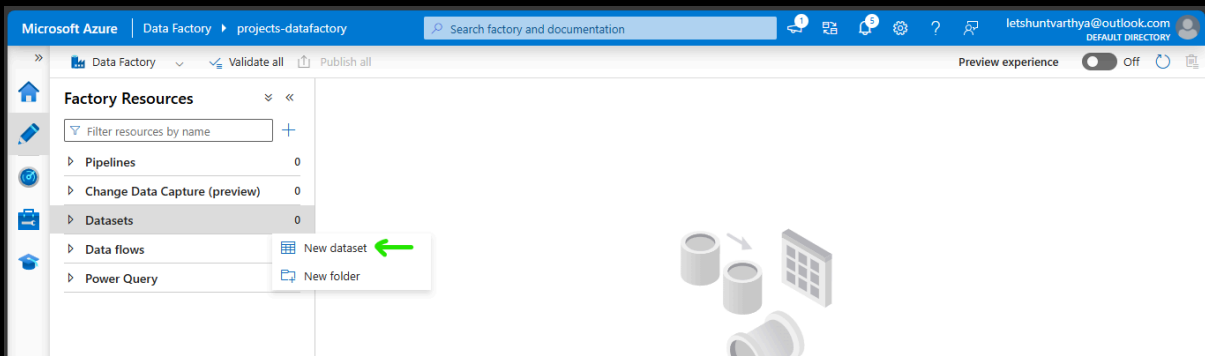 Microsoft Azure Data Factory projects-datafactory Search factory and documentation 1 5 ? letshuntvarthya@outlook.com
DEFAULT DIRECTORY
Data Factory Validate all Publish all Preview experience Off
Factory Resources
Filter resources by name
Pipelines 0
Change Data Capture (preview) 0
Datasets 0
Data flows
New dataset
New folder
Power Query